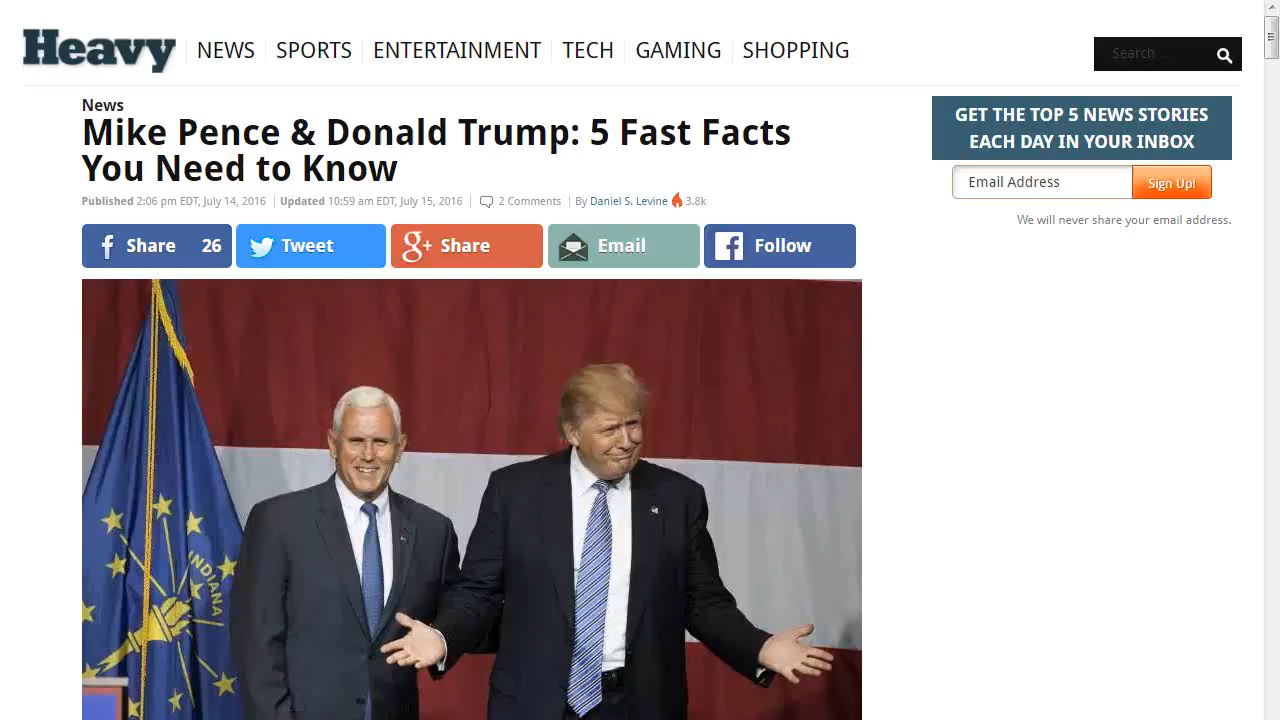 Heavy NEWS SPORTS ENTERTAINMENT TECH GAMING SHOPPING Search...
News
Mike Pence & Donald Trump: 5 Fast Facts
You Need to Know
Published 2:06 pm EDT, July 14, 2016 Updated 10:59 am EDT, July 15, 2016 2 Comments By Daniel S. Levine 3.8k
Share 26 Tweet Share Email Follow
INDIANA
GET THE TOP 5 NEWS STORIES
EACH DAY IN YOUR INBOX
Email Address Sign Up!
We will never share your email address.